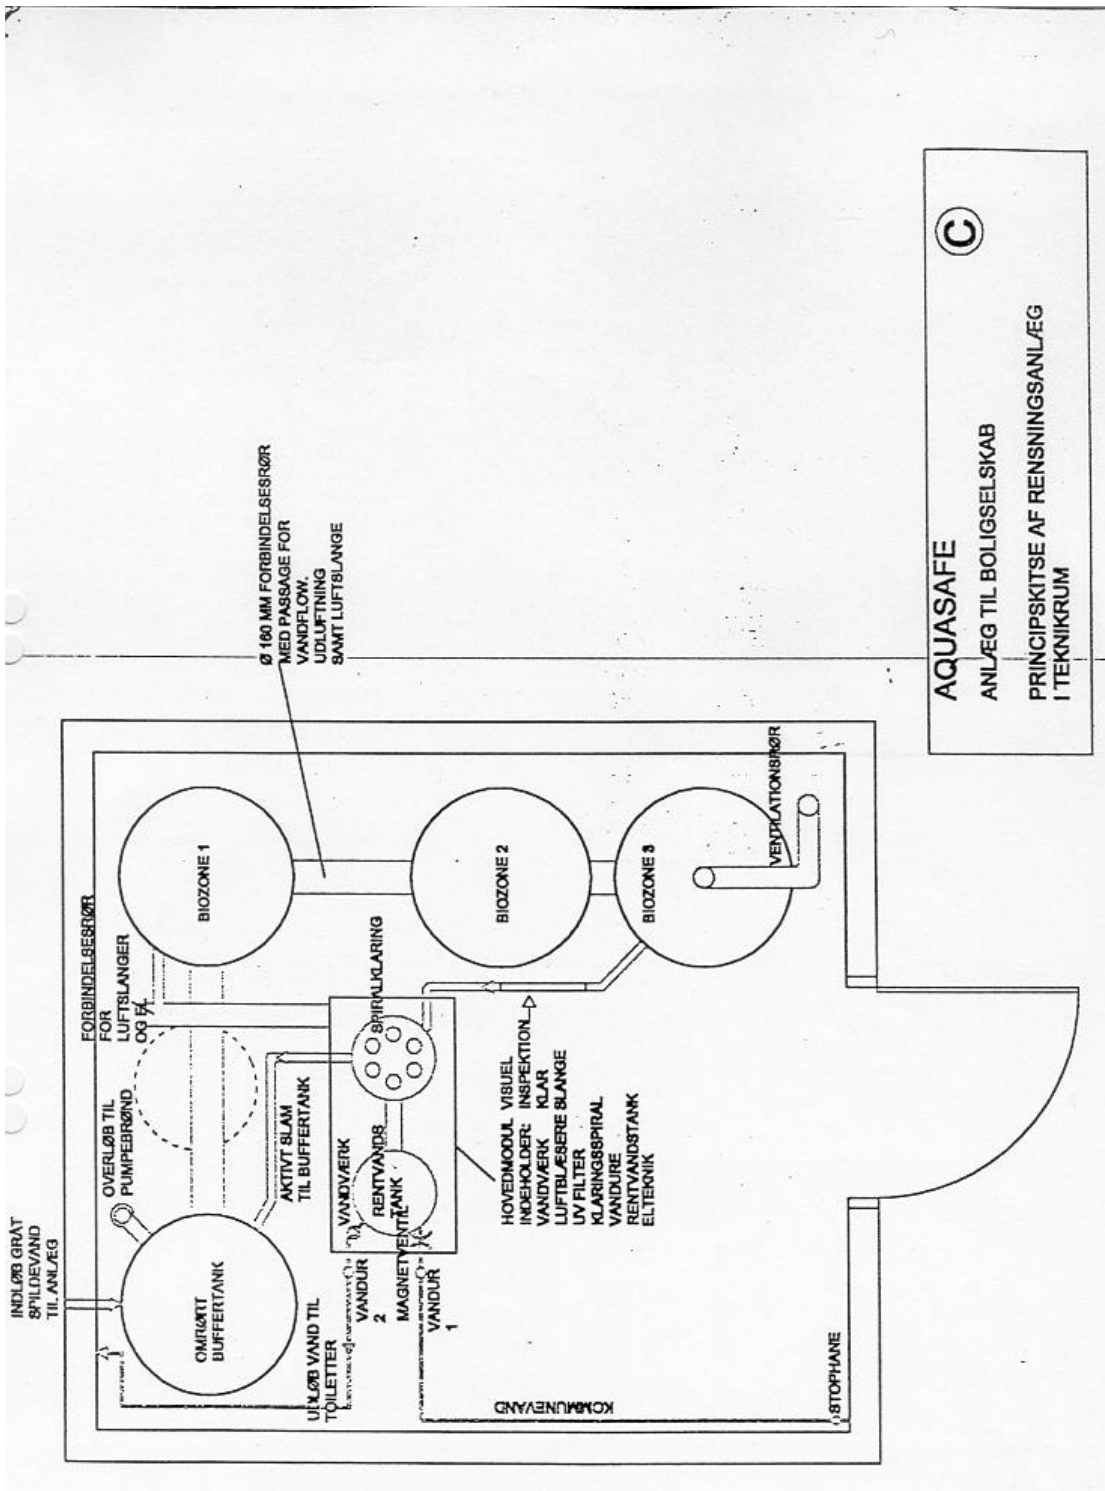 INDLØB GRÅT
SPILDEVAND
TIL ANLÆG
OVERLØB TIL
PUMPEBRØND
FORBINDELSESRØR
FOR
LUFTSLANGER
OG EL
OMRØRT
BUFFERTANK
BIOZONE 1
Ø 160 MM FORBINDELSESRØR
MED PASSAGE FOR
VANDFLOW.
UDLUFTNING
SAMT LUFTSLANGE
AKTIVT SLAM
TIL BUFFERTANK
UDLØB VAND TIL
TOILETTER
VANDVÆRK
RENTVANDS
TANK
SPIRALKLARING
VANDUR
2
MAGNETVENTIL
VANDUR
1
BIOZONE 2
HOVEDMODUL
INDEHOLDER:
VANDVÆRK
LUFTBLÆSERE
UV FILTER
KLARINGSSPIRAL
VANDURE
RENTVANDSTANK
ELTEKNIK
VISUEL
INSPEKTION
KLAR
SLANGE
KOMMUNEVAND
BIOZONE 3
VENTILATIONSRØR
STOPHANE
AQUASAFE
C
ANLÆG TIL BOLIGSELSKAB
PRINCIPSKITSE AF RENSNINGSANLÆG
I TEKNIKRUM